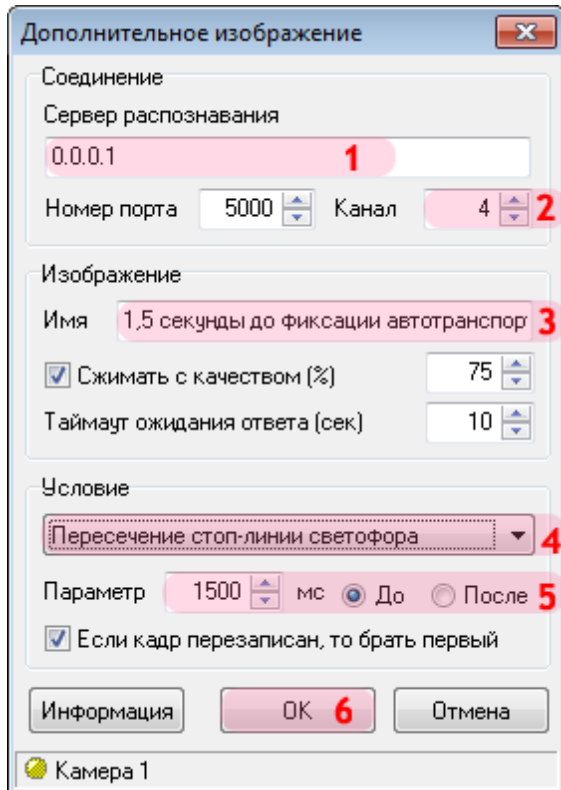 Дополнительное изображение
Соединение
Сервер распознавания
0.0.0.1 1
Номер порта 5000 Канал 4 2
Изображение
Имя 1,5 секунды до фиксации автотранспорт 3
Сжимать с качеством (%) 75
Таймаут ожидания ответа (сек) 10
Условие
Пересечение стоп-линии светофора 4
Параметр 1500 мс До После 5
Если кадр перезаписан, то брать первый
Информация OK 6 Отмена
Камера 1